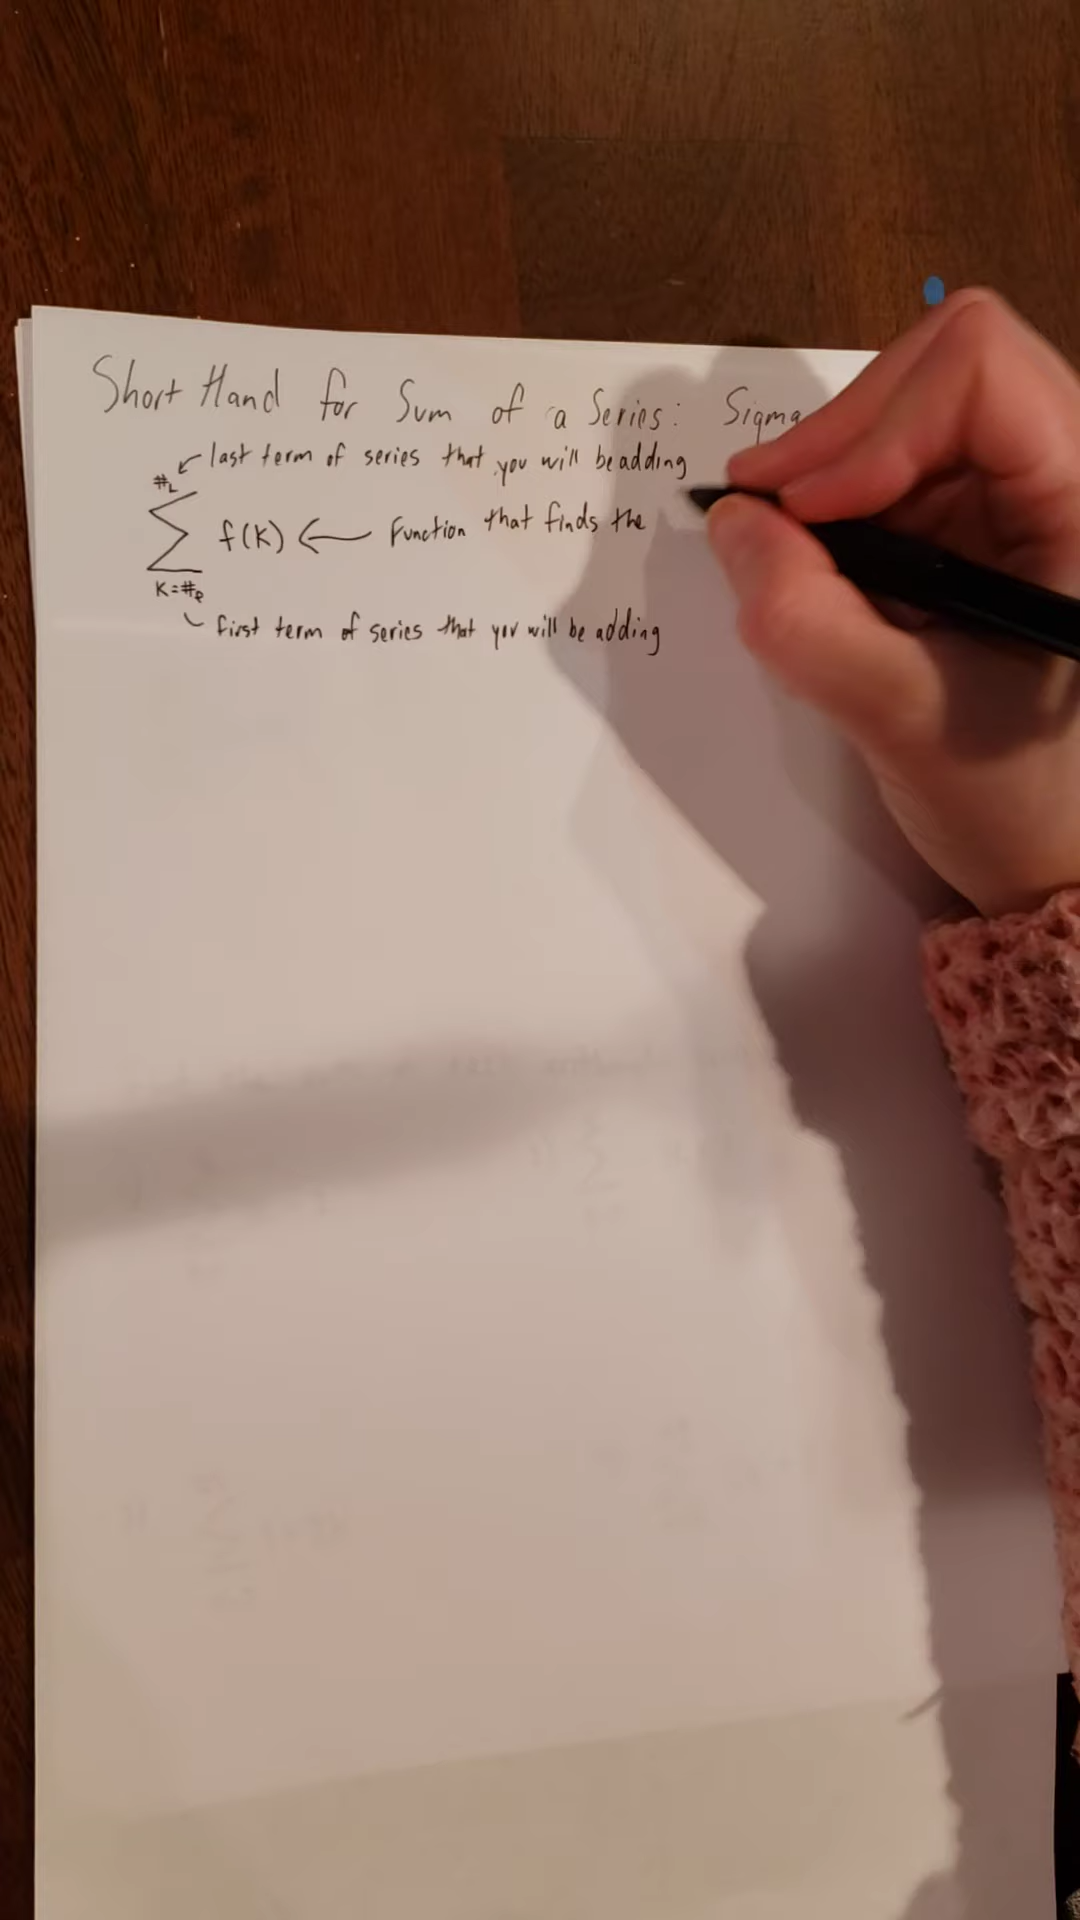 Short Hand for Sum of a Series: Sigma
last term of series that you will be adding
#L
∑ f(K) ← Function that finds the
K=#F
first term of series that you will be adding